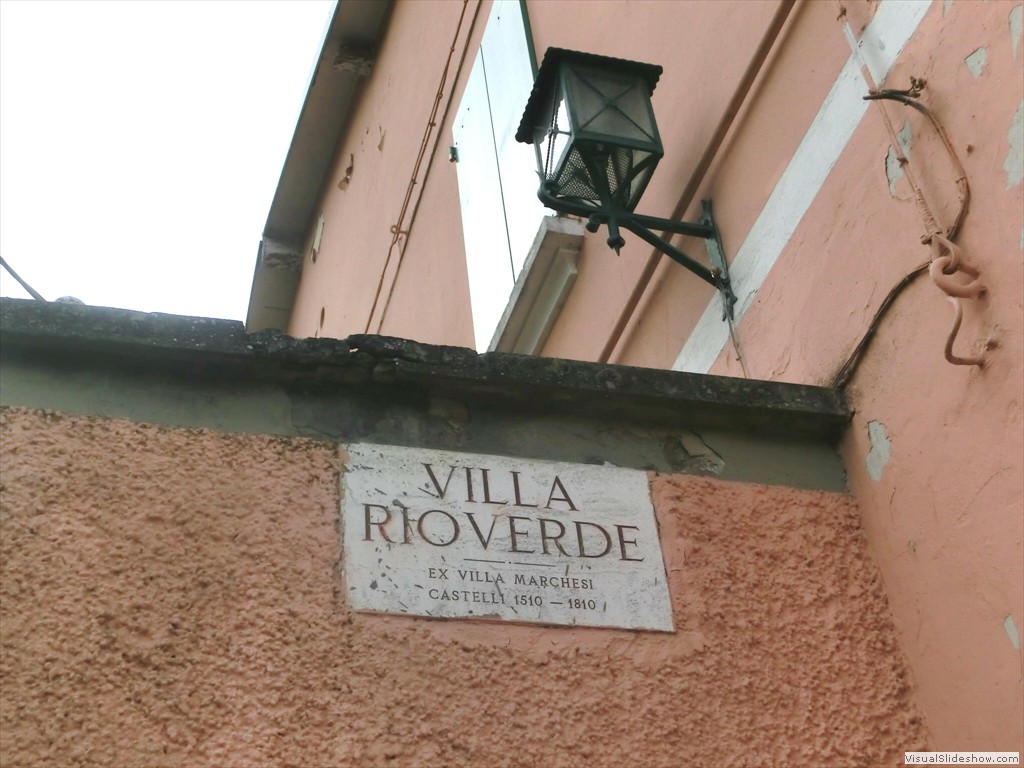 VILLA
RIOVERDE
EX VILLA MARCHESI
CASTELLI 1510 — 1810
VisualSlideshow.com